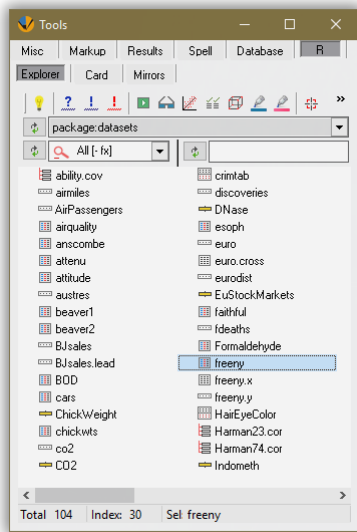 Tools
Misc Markup Results Spell Database R
Explorer Card Mirrors
package:datasets
All [- fx]
ability.cov crimtab
airmiles discoveries
AirPassengers DNase
airquality esoph
anscombe euro
attenu euro.cross
attitude eurodist
austres EuStockMarkets
beaver1 faithful
beaver2 fdeaths
BJsales Formaldehyde
BJsales.lead freeny
BOD freeny.x
cars freeny.y
ChickWeight HairEyeColor
chickwts Harman23.cor
co2 Harman74.cor
CO2 Indometh
Total 104 Index: 30 Sel: freeny